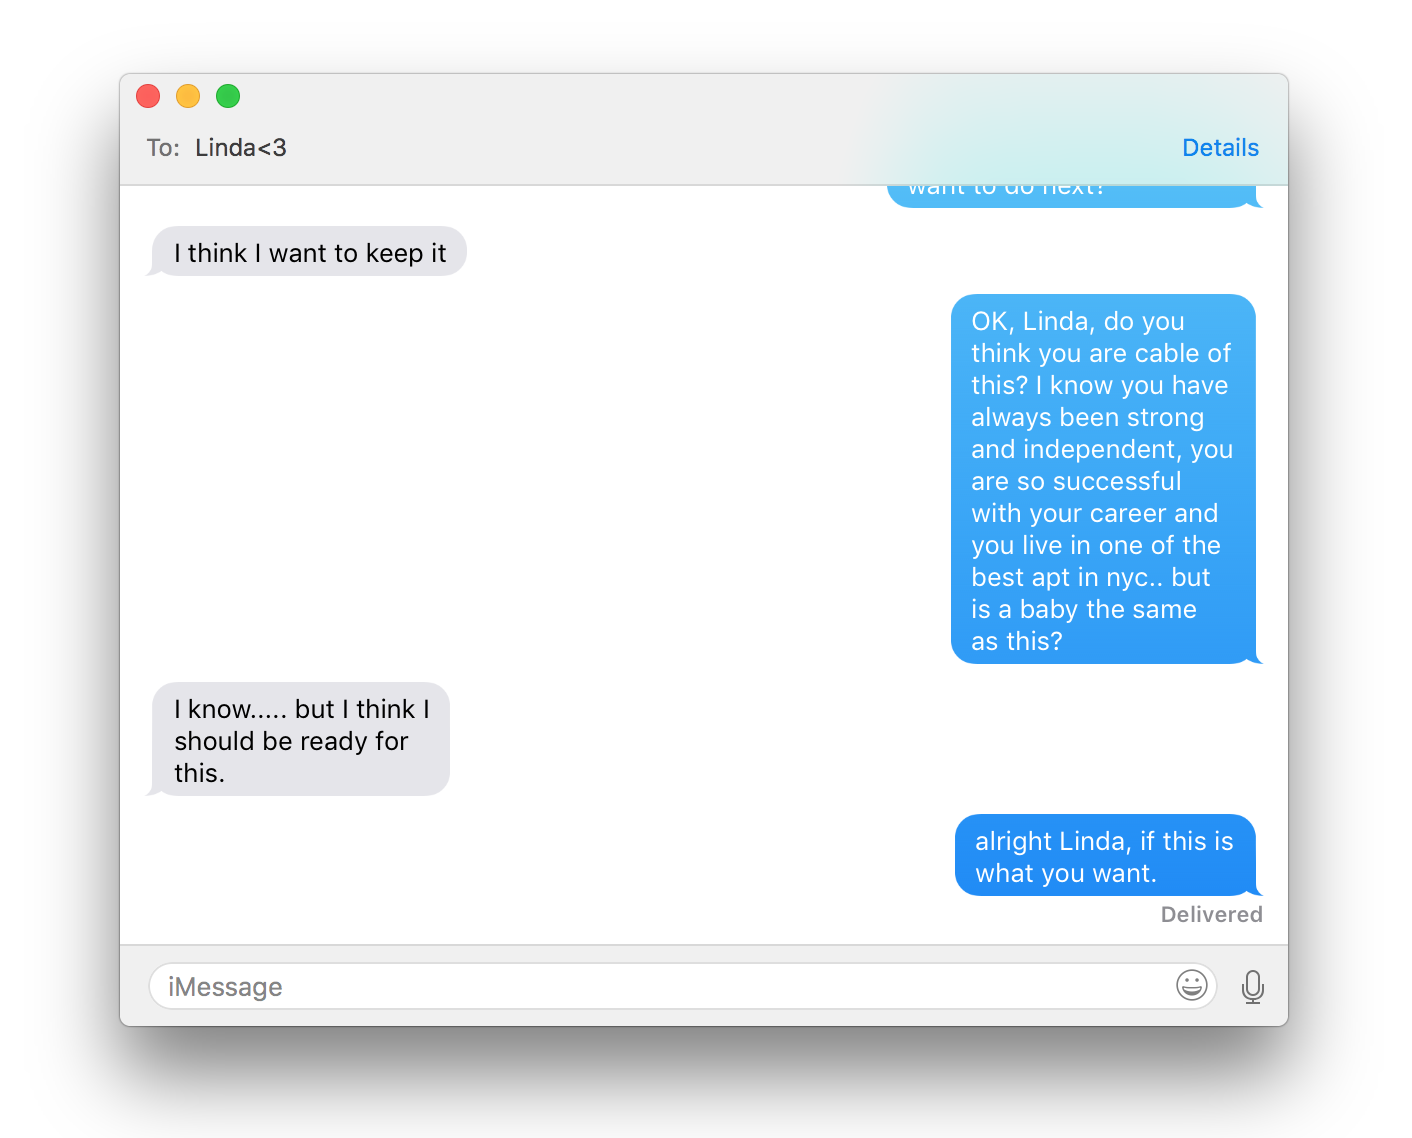 To: Linda<3
Details
want to do next?
I think I want to keep it
OK, Linda, do you
think you are cable of
this? I know you have
always been strong
and independent, you
are so successful
with your career and
you live in one of the
best apt in nyc.. but
is a baby the same
as this?
I know..... but I think I
should be ready for
this.
alright Linda, if this is
what you want.
Delivered
iMessage